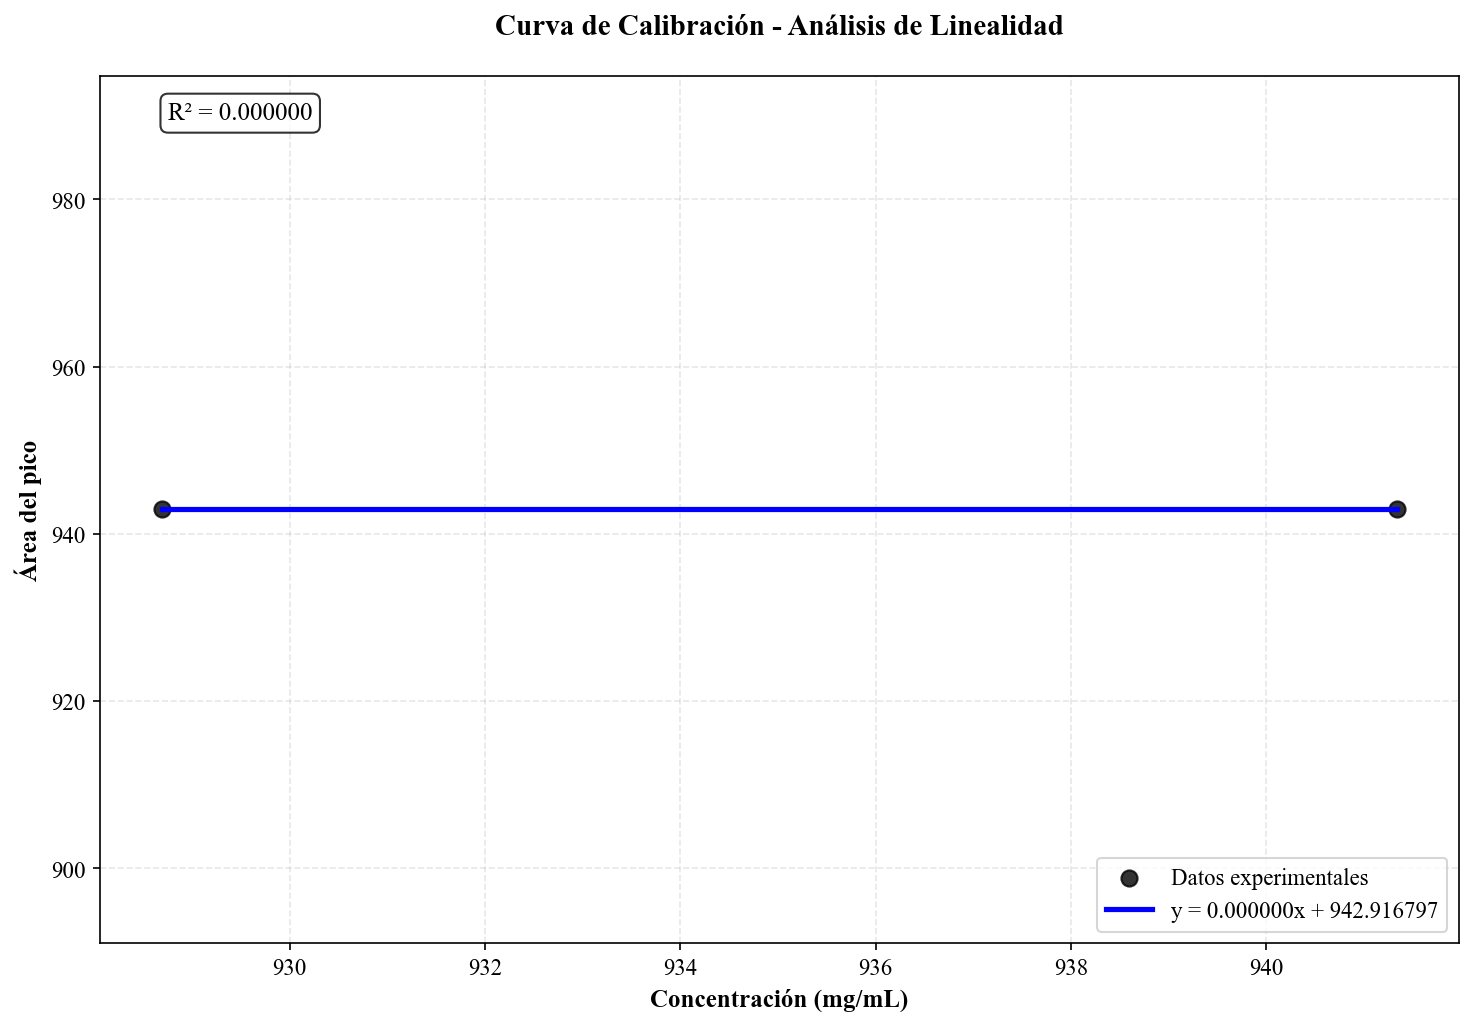 Curva de Calibración - Análisis de Linealidad
R² = 0.000000
980
960
940
920
900
Área del pico
Datos experimentales
y = 0.000000x + 942.916797
930 932 934 936 938 940
Concentración (mg/mL)